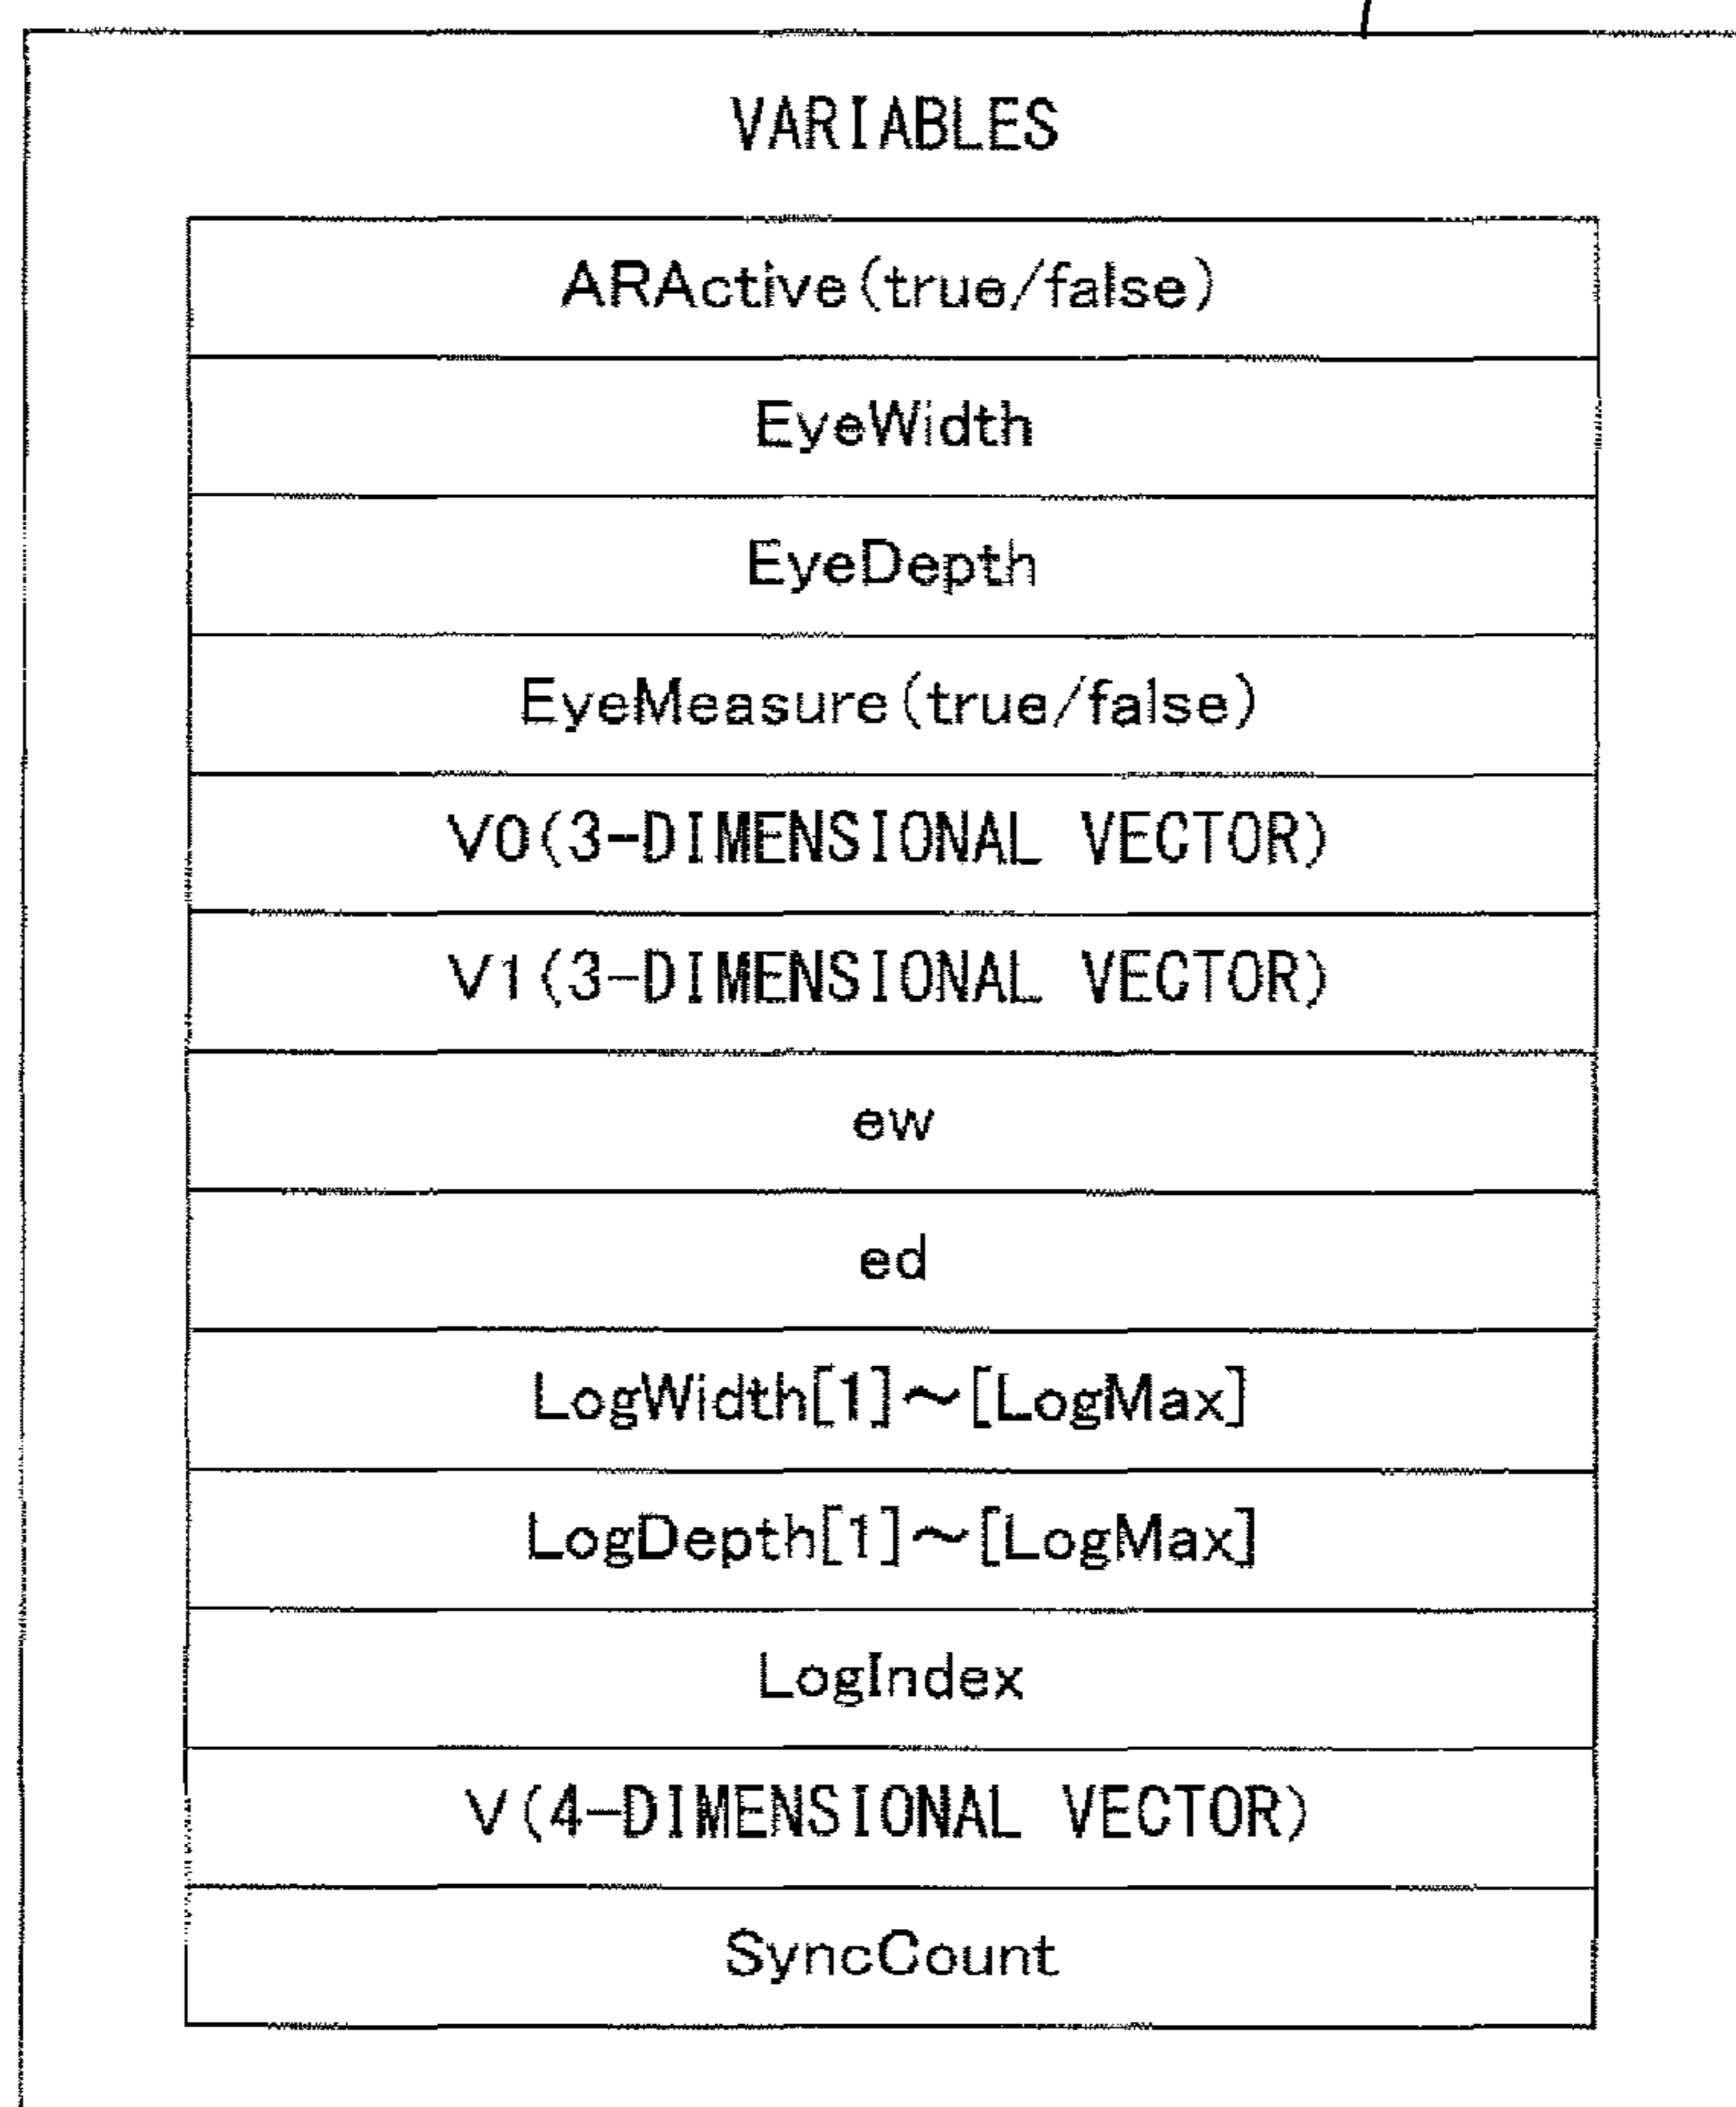 VARIABLES
ARActive(true/false)
EyeWidth
EyeDepth
EyeMeasure(true/false)
V0(3-DIMENSIONAL VECTOR)
V1(3-DIMENSIONAL VECTOR)
ew
ed
LogWidth[1]～[LogMax]
LogDepth[1]～[LogMax]
LogIndex
V(4-DIMENSIONAL VECTOR)
SyncCount